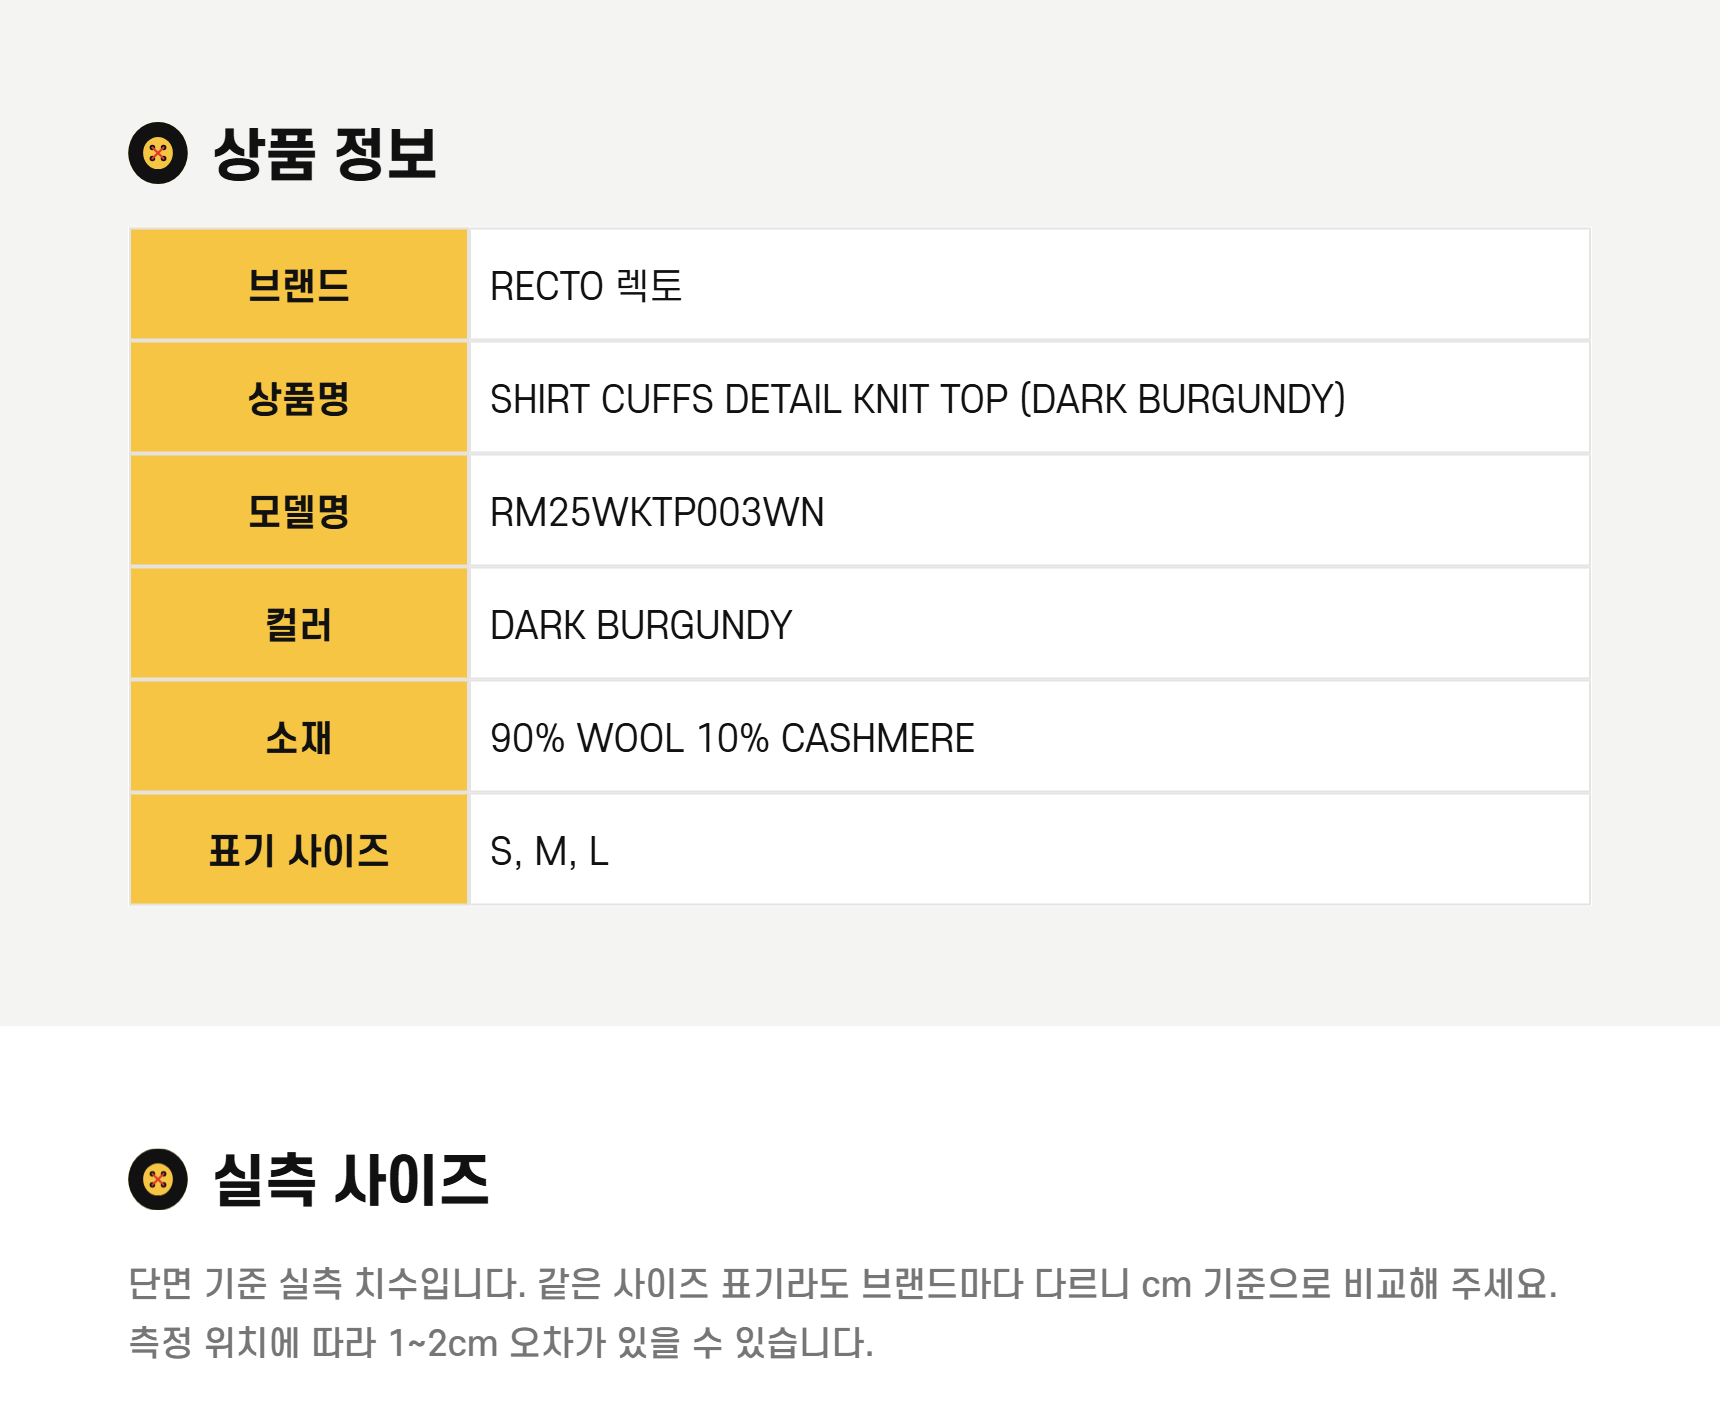 상품 정보
브랜드 RECTO 렉토
상품명 SHIRT CUFFS DETAIL KNIT TOP (DARK BURGUNDY)
모델명 RM25WKTP003WN
컬러 DARK BURGUNDY
소재 90% WOOL 10% CASHMERE
표기 사이즈 S, M, L
실측 사이즈
단면 기준 실측 치수입니다. 같은 사이즈 표기라도 브랜드마다 다르니 cm 기준으로 비교해 주세요.
측정 위치에 따라 1~2cm 오차가 있을 수 있습니다.